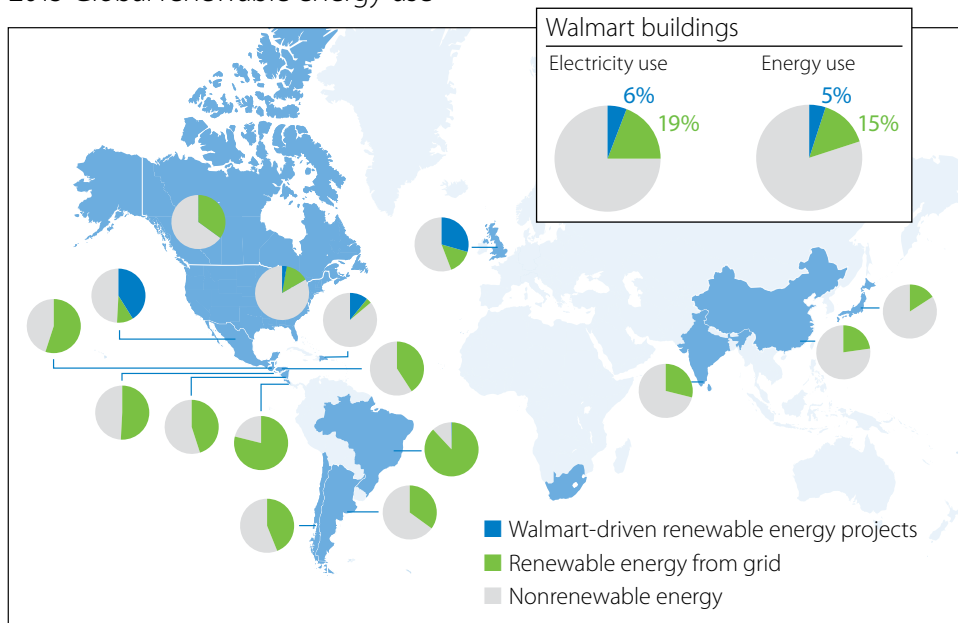 Walmart buildings
Electricity use
Energy use
6%
19%
5%
15%
Walmart-driven renewable energy projects
Renewable energy from grid
Nonrenewable energy